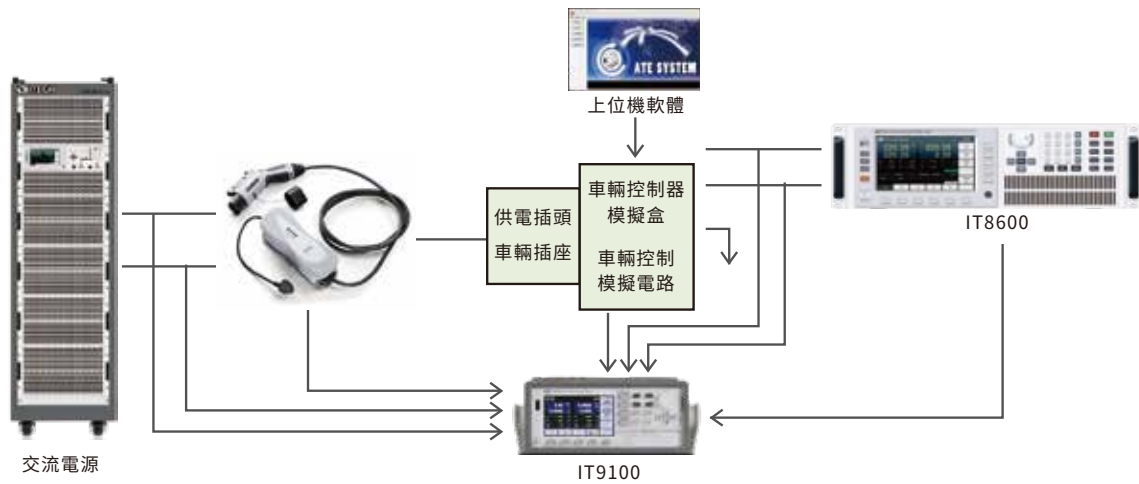 ATE SYSTEM
上位機軟體
ITECH
供電插頭
車輛插座
車輛控制器
模擬盒
車輛控制
模擬電路
IT8600
交流電源
IT9100